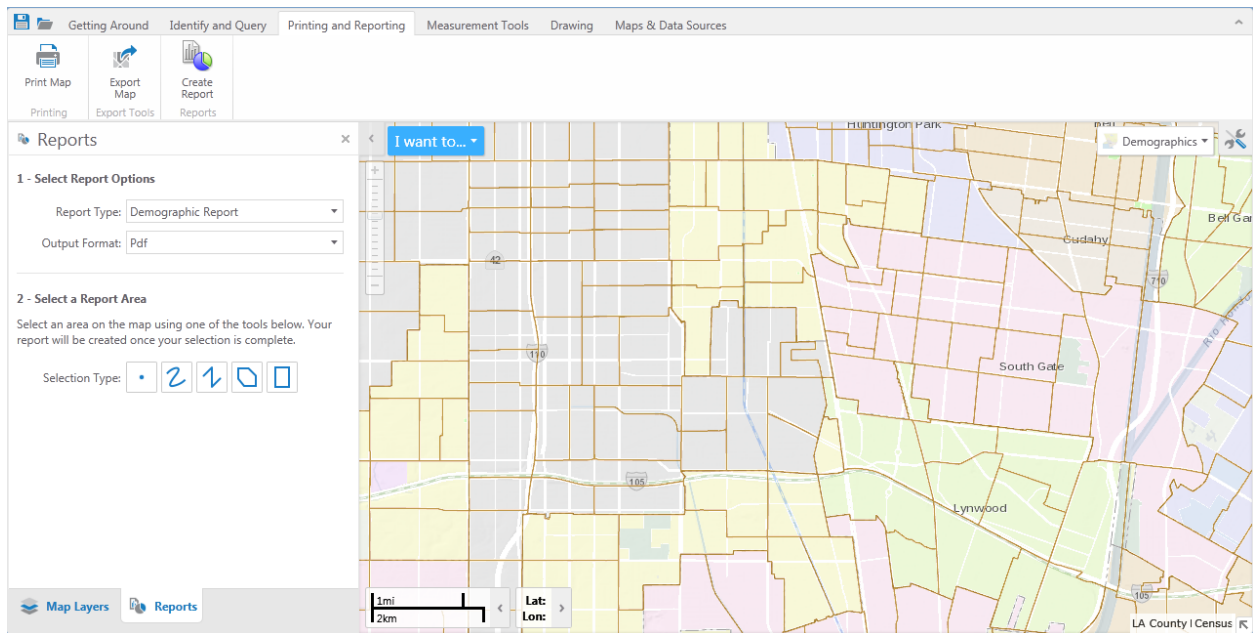 Getting Around
Identify and Query
Printing and Reporting
Measurement Tools
Drawing
Maps & Data Sources
Print Map
Export
Map
Create
Report
Printing
Export Tools
Reports
Reports
I want to...
Demographics
1 - Select Report Options
Report Type:
Demographic Report
Output Format:
Pdf
2 - Select a Report Area
Select an area on the map using one of the tools below. Your
report will be created once your selection is complete.
Selection Type:
Map Layers
Reports
Huntington Park
Bell
Bell Gar
Cudahy
42
710
Rio Hondo
110
South Gate
105
Lynwood
105
1mi
2km
Lat:
Lon:
LA County | Census